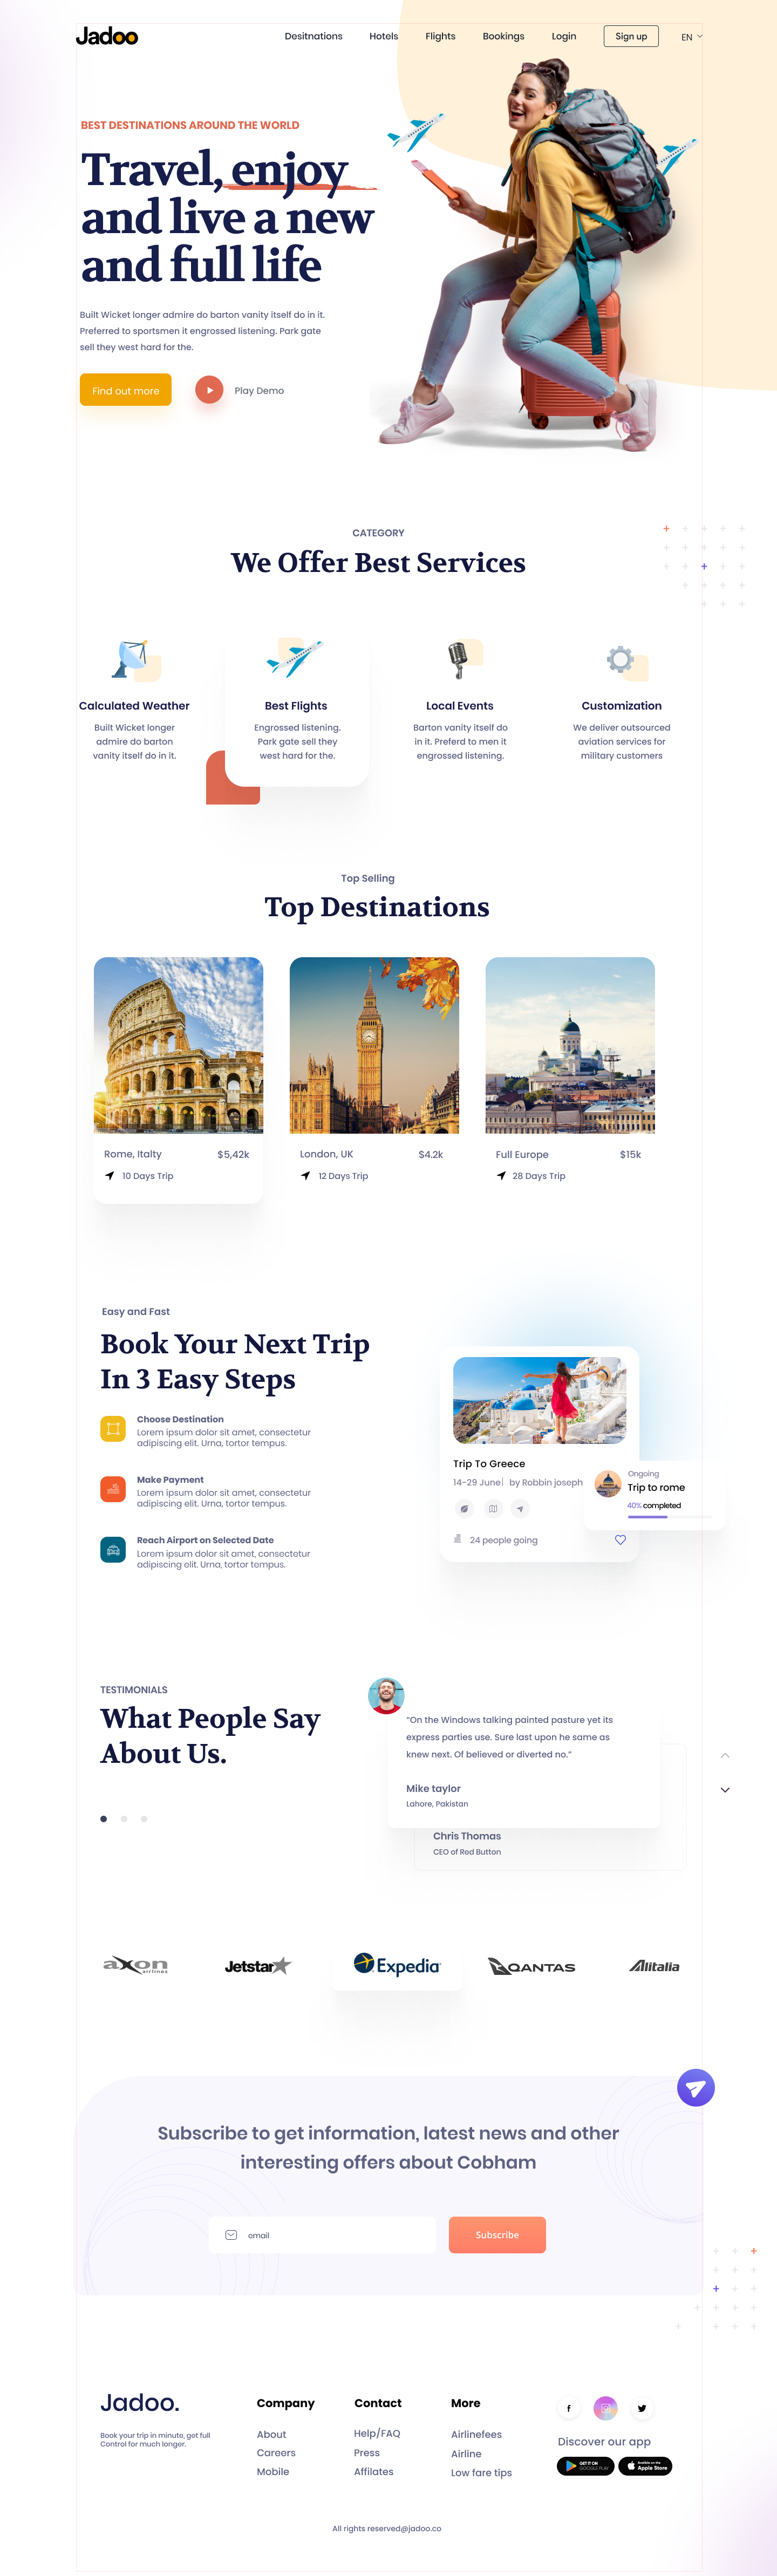 Jadoo
Desitnations
Hotels
Flights
Bookings
Login
Sign up
EN
BEST DESTINATIONS AROUND THE WORLD
Travel, enjoy
and live a new
and full life
Built Wicket longer admire do barton vanity itself do in it.
Preferred to sportsmen it engrossed listening. Park gate
sell they west hard for the.
Find out more
Play Demo
CATEGORY
We Offer Best Services
Calculated Weather
Built Wicket longer
admire do barton
vanity itself do in it.
Best Flights
Engrossed listening.
Park gate sell they
west hard for the.
Local Events
Barton vanity itself do
in it. Preferd to men it
engrossed listening.
Customization
We deliver outsourced
aviation services for
military customers
Top Selling
Top Destinations
Rome, Italty
$5,42k
10 Days Trip
London, UK
$4.2k
12 Days Trip
Full Europe
$15k
28 Days Trip
Easy and Fast
Book Your Next Trip
In 3 Easy Steps
Choose Destination
Lorem ipsum dolor sit amet, consectetur
adipiscing elit. Urna, tortor tempus.
Make Payment
Lorem ipsum dolor sit amet, consectetur
adipiscing elit. Urna, tortor tempus.
Reach Airport on Selected Date
Lorem ipsum dolor sit amet, consectetur
adipiscing elit. Urna, tortor tempus.
Trip To Greece
14-29 June | by Robbin joseph
24 people going
Ongoing
Trip to rome
40% completed
TESTIMONIALS
What People Say
About Us.
“On the Windows talking painted pasture yet its
express parties use. Sure last upon he same as
knew next. Of believed or diverted no.”
Mike taylor
Lahore, Pakistan
Chris Thomas
CEO of Red Button
axon
airlines
Jetstar
Expedia
QANTAS
Alitalia
Subscribe to get information, latest news and other
interesting offers about Cobham
email
Subscribe
Jadoo.
Book your trip in minute, get full
Control for much longer.
Company
About
Careers
Mobile
Contact
Help/FAQ
Press
Affilates
More
Airlinefees
Airline
Low fare tips
Discover our app
GET IT ON
GOOGLE PLAY
Available on the
Apple Store
All rights reserved@jadoo.co